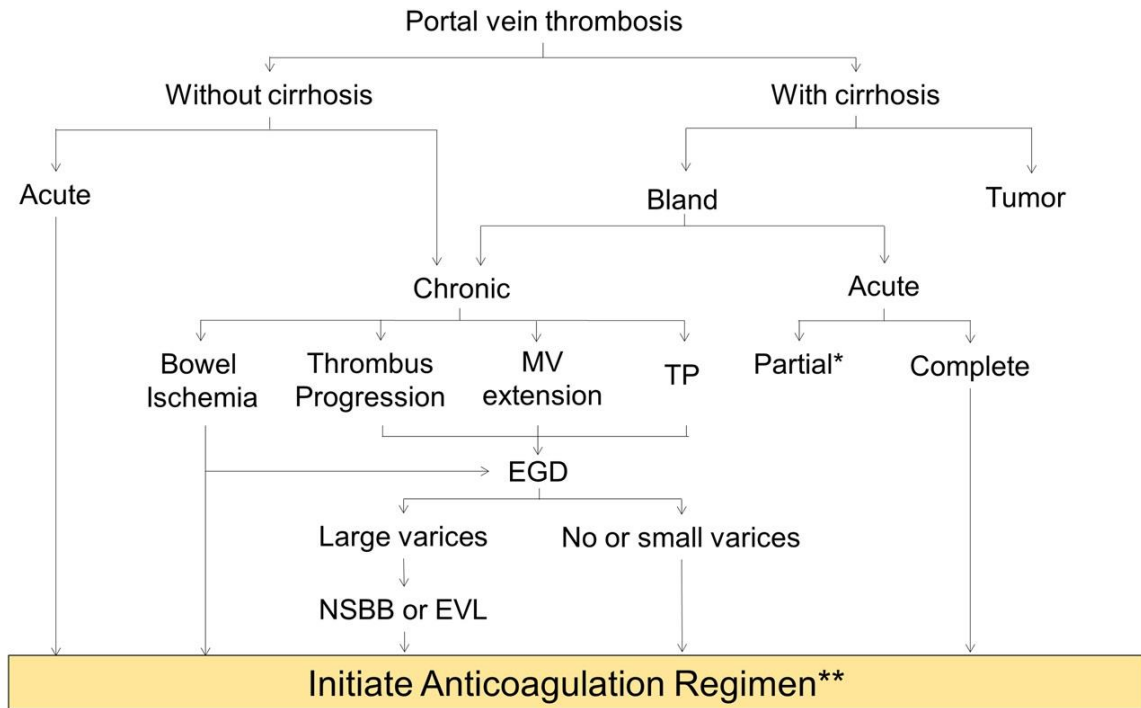 Portal vein thrombosis
Without cirrhosis
With cirrhosis
Acute
Bland
Tumor
Chronic
Acute
Bowel
Ischemia
Thrombus
Progression
MV
extension
TP
Partial*
Complete
EGD
Large varices
No or small varices
NSBB or EVL
Initiate Anticoagulation Regimen**